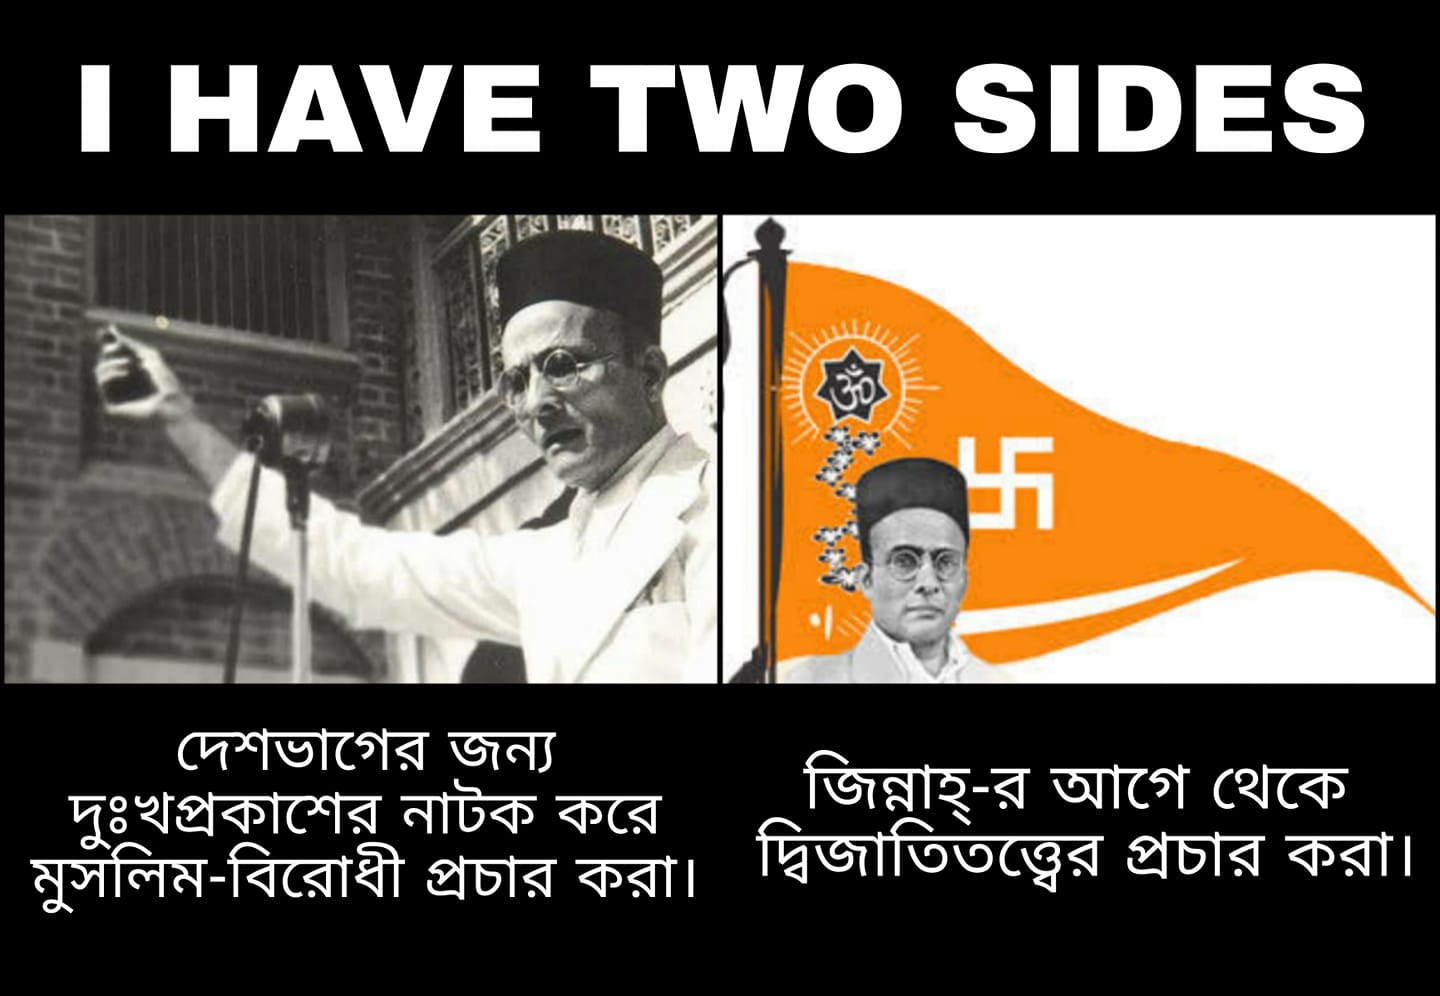 I HAVE TWO SIDES
ॐ
দেশভাগের জন্য
দুঃখপ্রকাশের নাটক করে
মুসলিম-বিরোধী প্রচার করা।
জিন্নাহ্-র আগে থেকে
দ্বিজাতিতত্ত্বের প্রচার করা।